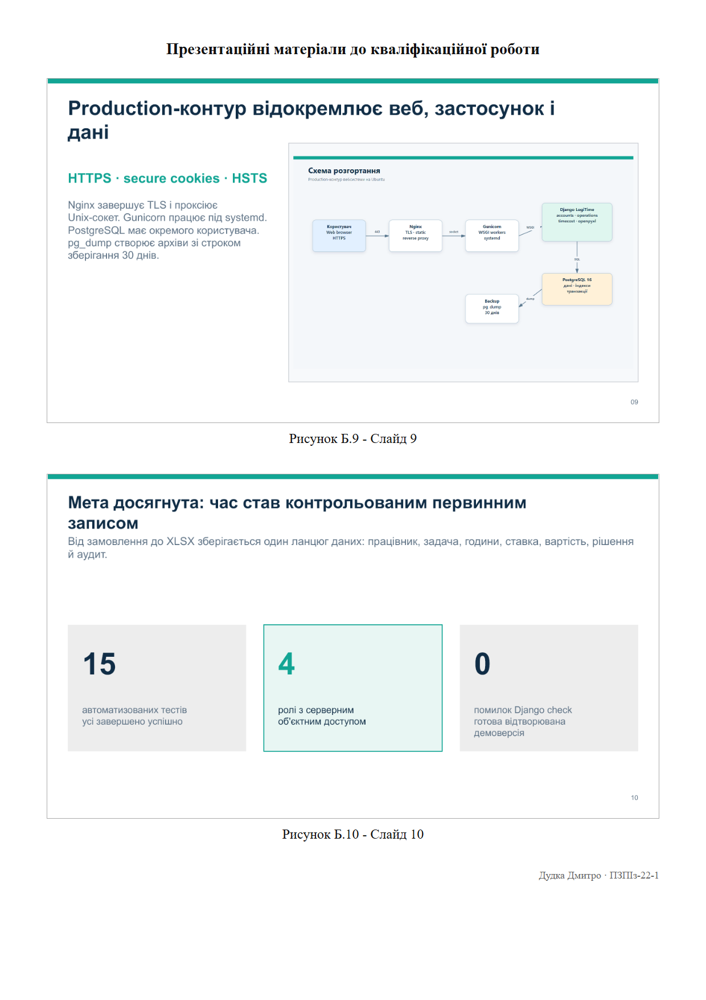 Презентаційні матеріали до кваліфікаційної роботи
Production-контур відокремлює веб, застосунок і
дані
HTTPS · secure cookies · HSTS
Nginx завершує TLS і проксіює
Unix-сокет. Gunicorn працює під systemd.
PostgreSQL має окремого користувача.
pg_dump створює архіви зі строком
зберігання 30 днів.
Схема розгортання
Production-контур вебсистеми на Ubuntu
Користувач
Web browser
HTTPS
443
Nginx
TLS · static
reverse proxy
socket
Gunicorn
WSGI workers
systemd
WSGI
Django LogiTime
accounts · operations
timecost · openpyxl
SQL
PostgreSQL 16
дані · індекси
транзакції
dump
Backup
pg_dump
30 днів
09
Рисунок Б.9 - Слайд 9
Мета досягнута: час став контрольованим первинним
записом
Від замовлення до XLSX зберігається один ланцюг даних: працівник, задача, години, ставка, вартість, рішення
й аудит.
15
автоматизованих тестів
усі завершено успішно
4
ролі з серверним
об'єктним доступом
0
помилок Django check
готова відтворювана
демоверсія
10
Рисунок Б.10 - Слайд 10
Дудка Дмитро · ПЗПІз-22-1